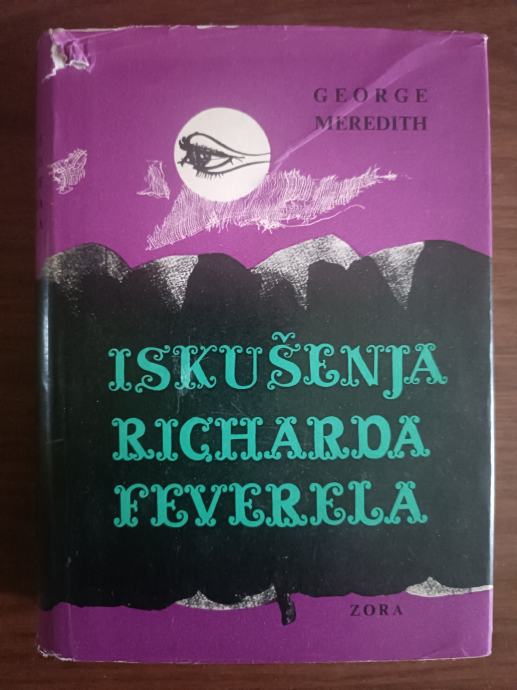 GEORGE
MEREDITH
ISKUŠENJA
RICHARDA
FEVERELA
ZORA